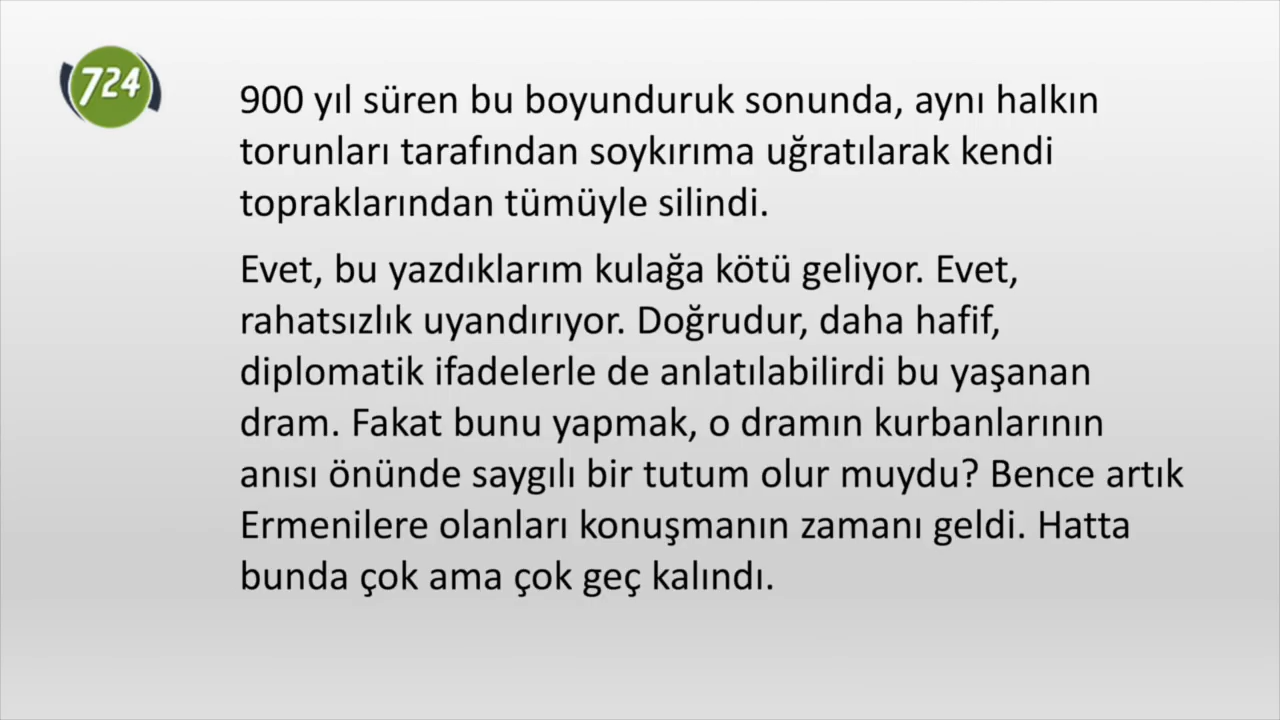 724
900 yıl süren bu boyunduruk sonunda, aynı halkın
torunları tarafından soykırıma uğratılarak kendi
topraklarından tümüyle silindi.
Evet, bu yazdıklarım kulağa kötü geliyor. Evet,
rahatsızlık uyandırıyor. Doğrudur, daha hafif,
diplomatik ifadelerle de anlatılabilirdi bu yaşanan
dram. Fakat bunu yapmak, o dramın kurbanlarının
anısı önünde saygılı bir tutum olur muydu? Bence artık
Ermenilere olanları konuşmanın zamanı geldi. Hatta
bunda çok ama çok geç kalındı.